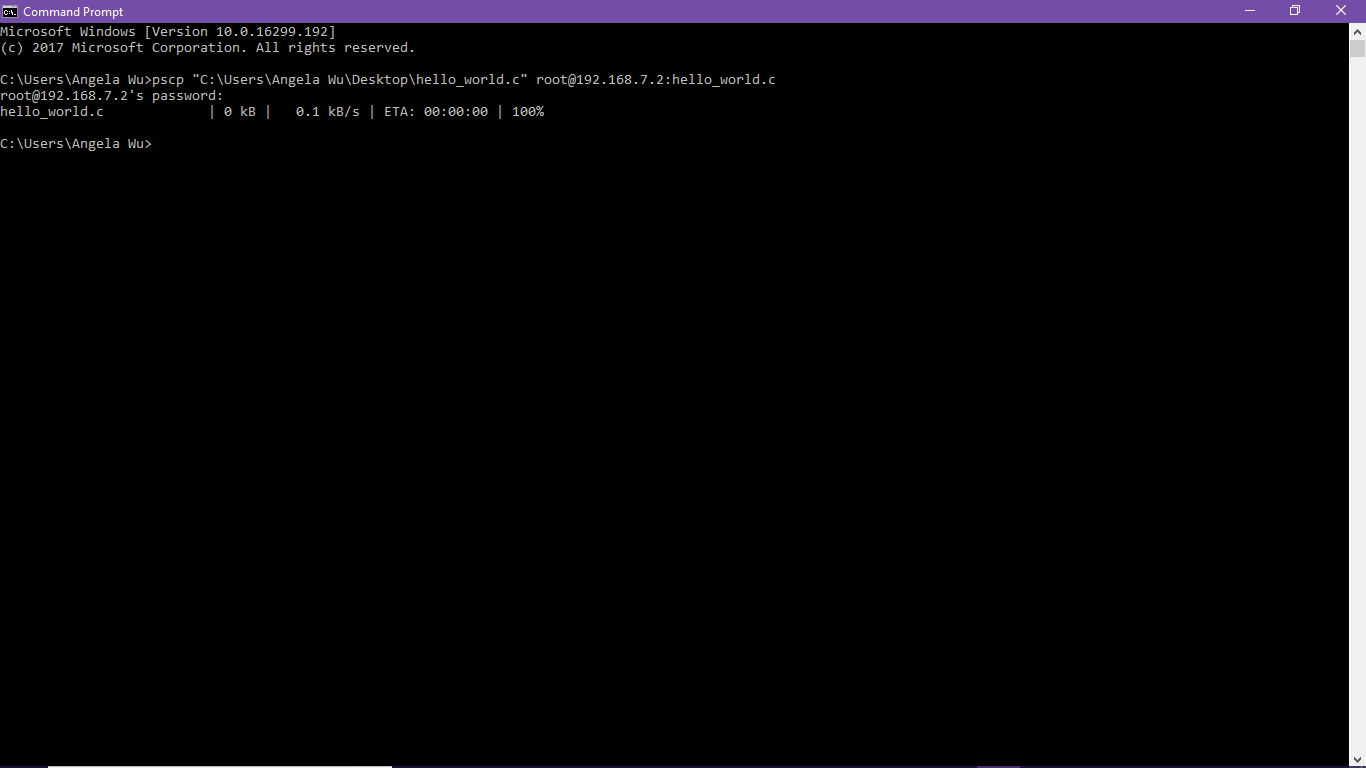 Command Prompt
Microsoft Windows [Version 10.0.16299.192]
(c) 2017 Microsoft Corporation. All rights reserved.
C:\Users\Angela Wu>pscp "C:\Users\Angela Wu\Desktop\hello_world.c" root@192.168.7.2:hello_world.c
root@192.168.7.2's password:
hello_world.c             | 0 kB |   0.1 kB/s | ETA: 00:00:00 | 100%
C:\Users\Angela Wu>